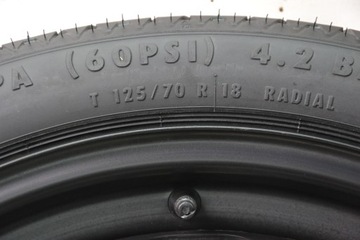 PA (60PSI) 4.2 B
T 125/70 R 18 RADIAL